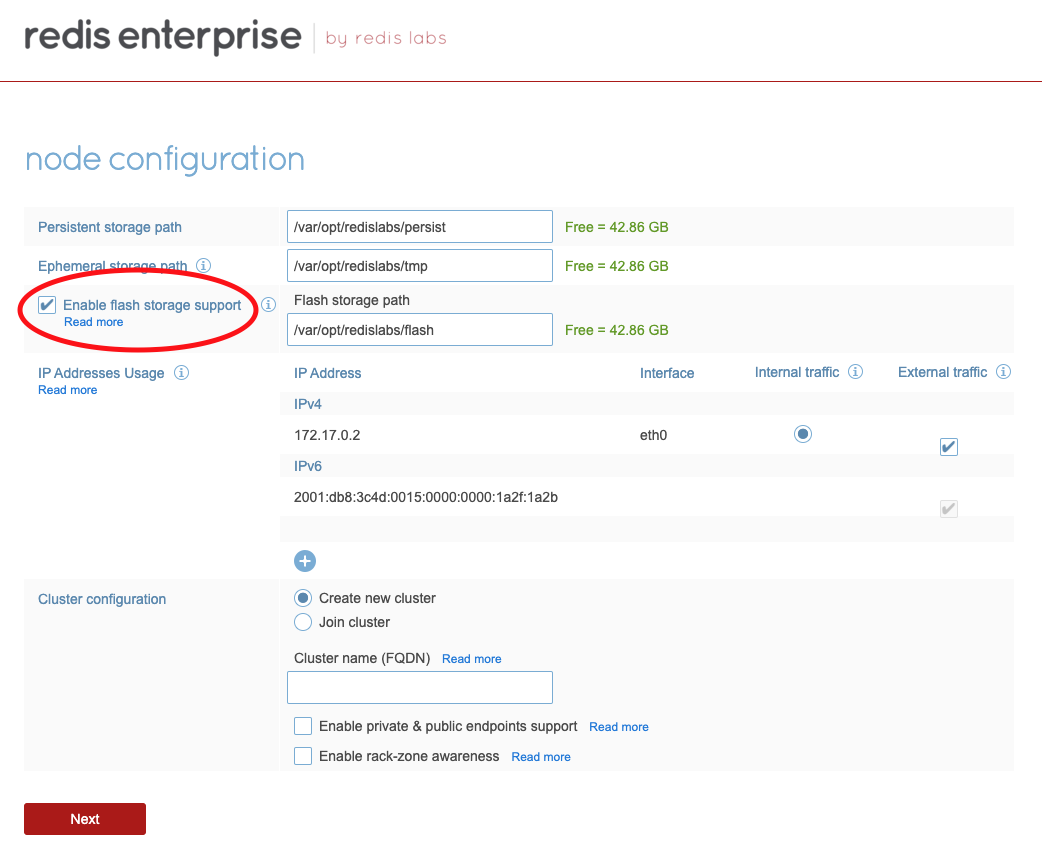 redis enterprise by redis labs
node configuration
Persistent storage path /var/opt/redislabs/persist Free = 42.86 GB
Ephemeral storage path /var/opt/redislabs/tmp Free = 42.86 GB
Enable flash storage support Flash storage path
Read more /var/opt/redislabs/flash Free = 42.86 GB
IP Addresses Usage IP Address Interface Internal traffic External traffic
Read more
IPv4
172.17.0.2 eth0
IPv6
2001:db8:3c4d:0015:0000:0000:1a2f:1a2b
Cluster configuration Create new cluster
Join cluster
Cluster name (FQDN) Read more
Enable private & public endpoints support Read more
Enable rack-zone awareness Read more
Next